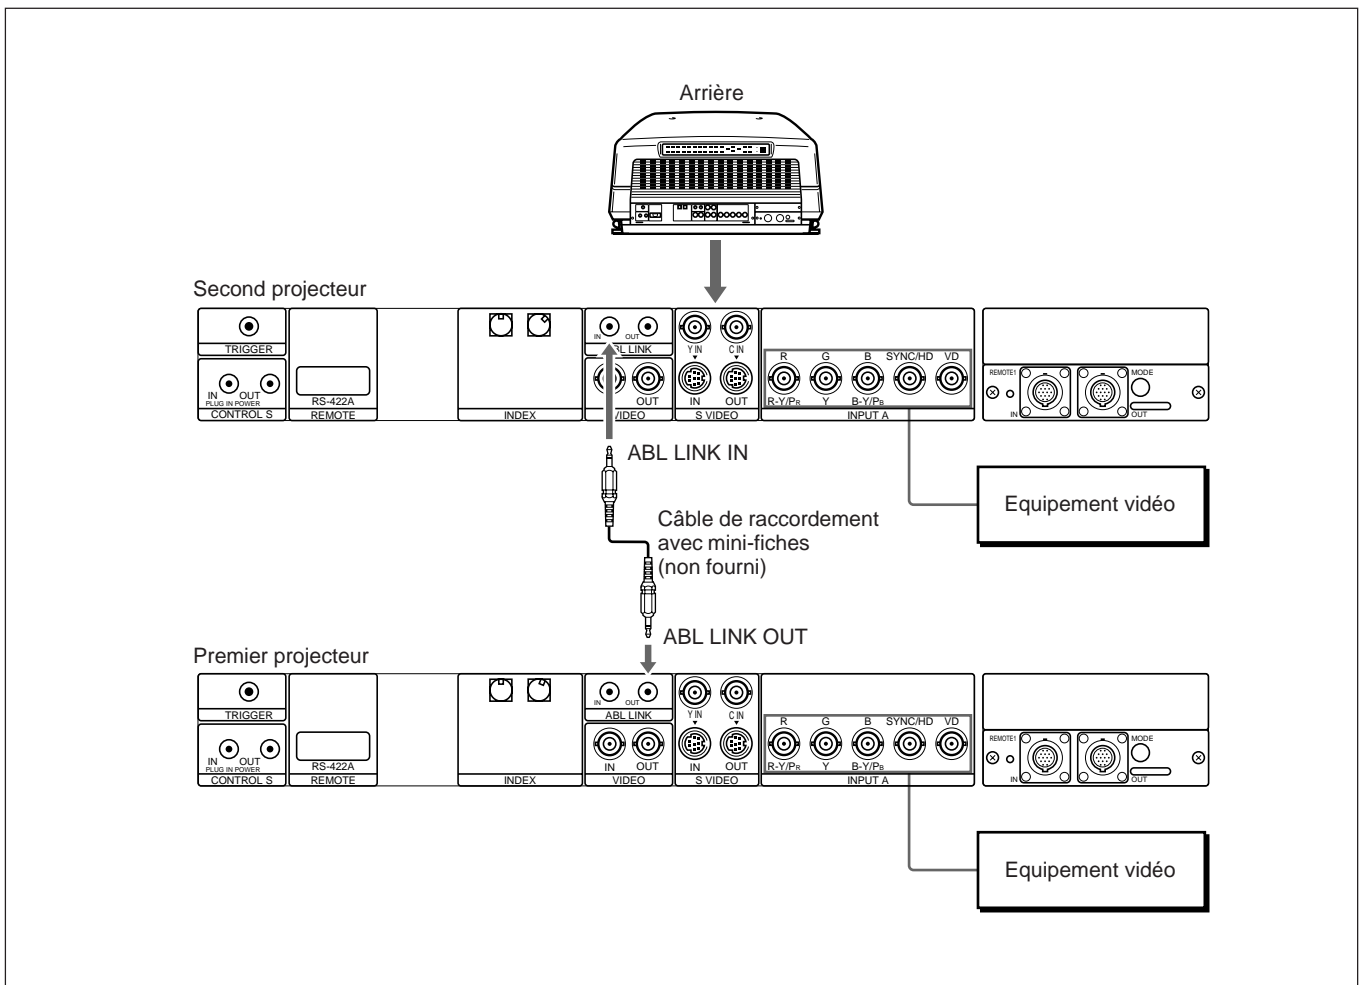 Arrière
Second projecteur
TRIGGER
IN OUT
PLUG IN POWER
CONTROL S
RS-422A
REMOTE
INDEX
IN OUT
ABL LINK
OUT
VIDEO
Y IN C IN
IN OUT
S VIDEO
R G B SYNC/HD VD
R-Y/PR Y B-Y/PB
INPUT A
REMOTE1
IN
MODE
OUT
ABL LINK IN
Equipement vidéo
Câble de raccordement
avec mini-fiches
(non fourni)
ABL LINK OUT
Premier projecteur
TRIGGER
IN OUT
PLUG IN POWER
CONTROL S
RS-422A
REMOTE
INDEX
IN OUT
ABL LINK
IN OUT
VIDEO
Y IN C IN
IN OUT
S VIDEO
R G B SYNC/HD VD
R-Y/PR Y B-Y/PB
INPUT A
REMOTE1
IN
MODE
OUT
Equipement vidéo